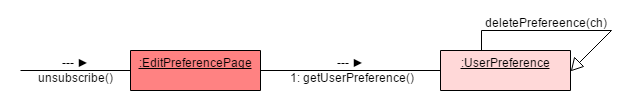 deletePrefereence(ch)
--- ►
--- ►
:EditPreferencePage
:UserPreference
unsubscribe()
1: getUserPreference()